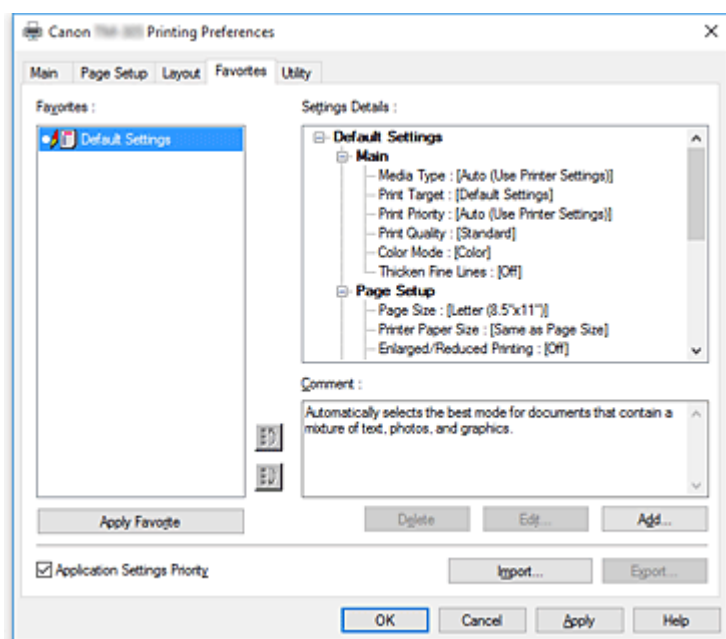 Canon Printing Preferences
Main Page Setup Layout Favorites Utility
Favorites :
Default Settings
Settings Details :
Default Settings
Main
Media Type : [Auto (Use Printer Settings)]
Print Target : [Default Settings]
Print Priority : [Auto (Use Printer Settings)]
Print Quality : [Standard]
Color Mode : [Color]
Thicken Fine Lines : [Off]
Page Setup
Page Size : [Letter (8.5"x11")]
Printer Paper Size : [Same as Page Size]
Enlarged/Reduced Printing : [Off]
Comment :
Automatically selects the best mode for documents that contain a
mixture of text, photos, and graphics.
Apply Favorite
Delete Edit... Add...
Application Settings Priority
Import... Export...
OK Cancel Apply Help